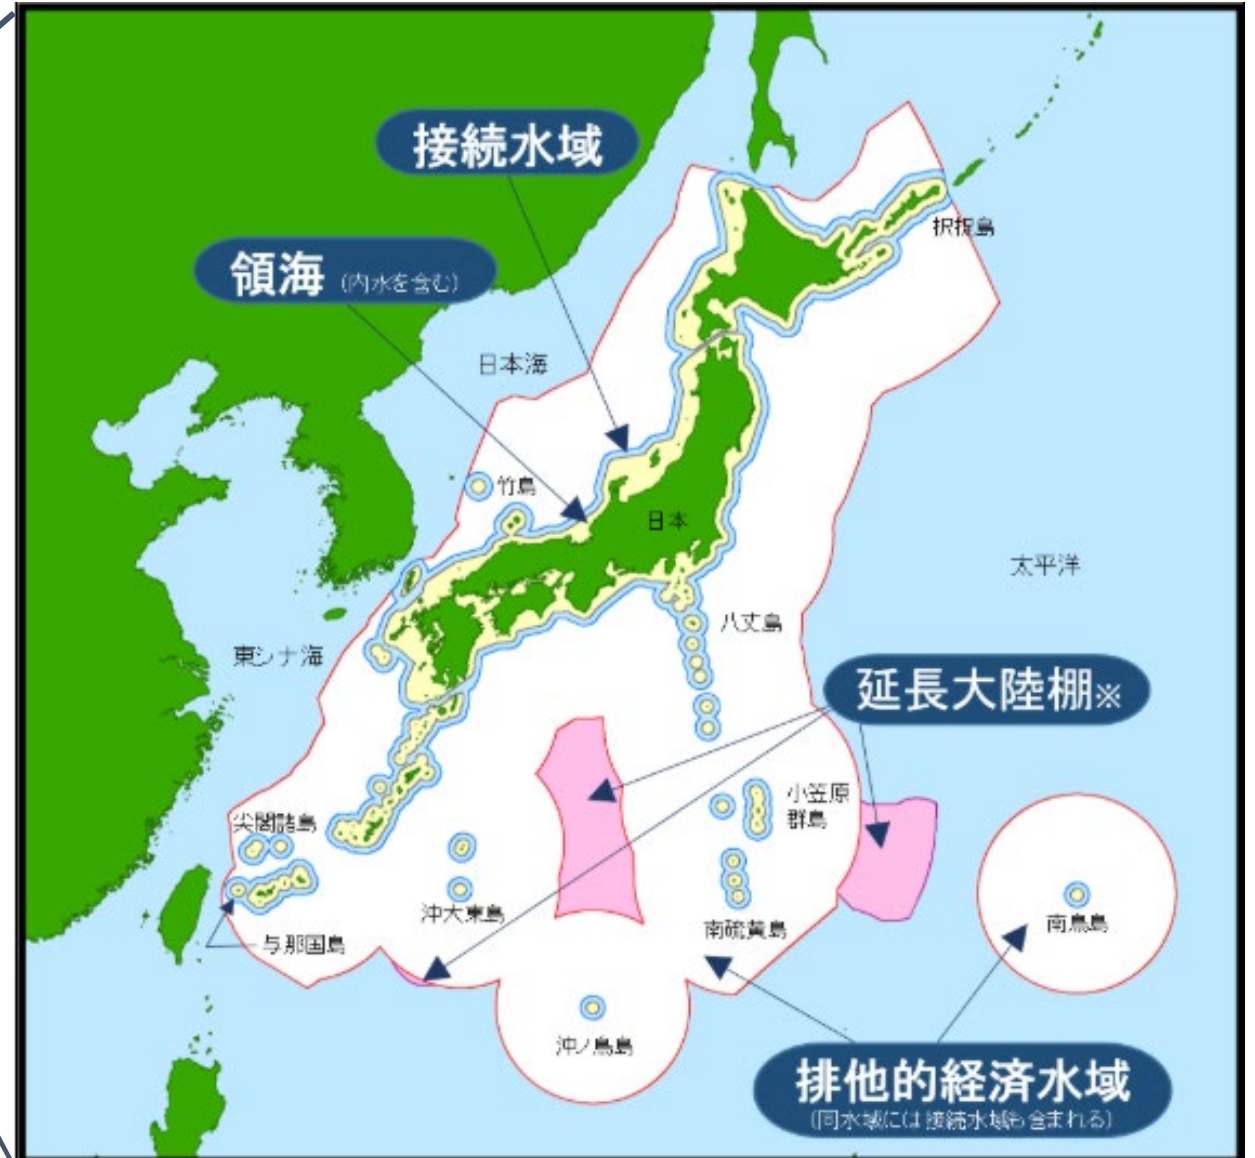 接続水域
択捉島
領海（内水を含む）
日本海
竹島
日本
太平洋
八丈島
東シナ海
延長大陸棚※
小笠原
群島
尖閣諸島
沖大東島
南硫黄島
南鳥島
与那国島
沖ノ鳥島
排他的経済水域
（同水域には接続水域も含まれる）